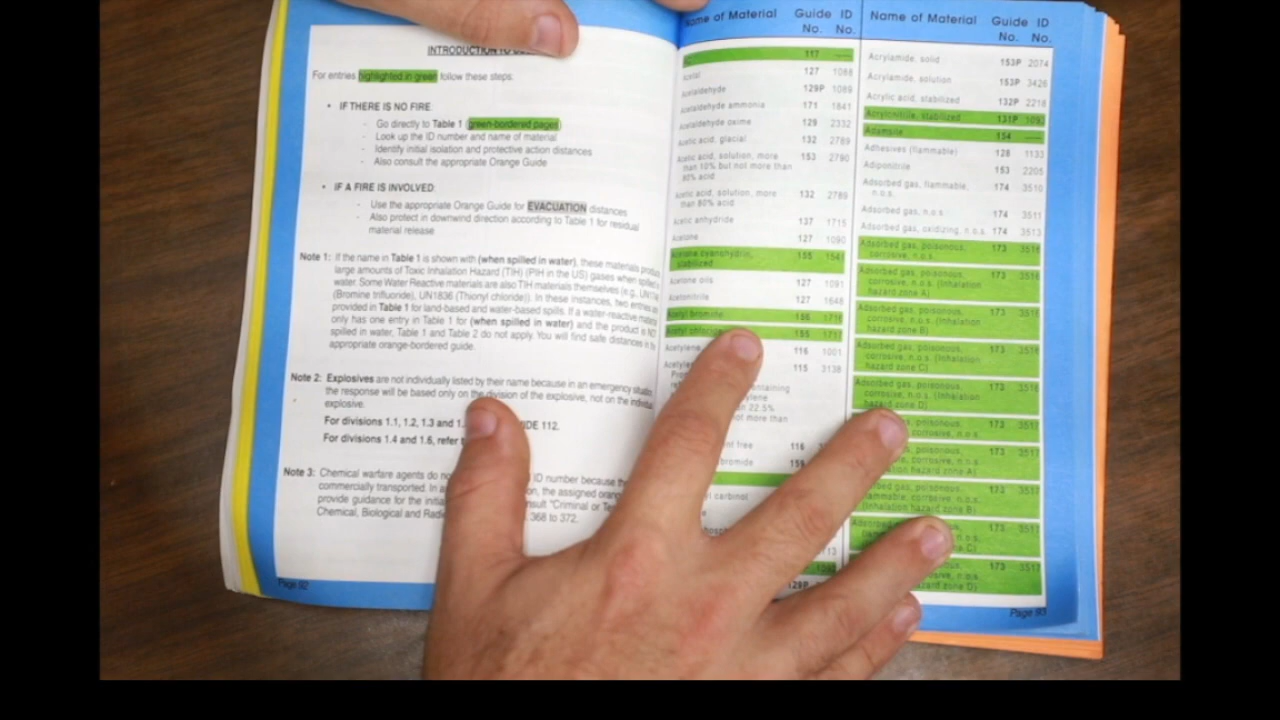 INTRODUCTION TO
For entries highlighted in green follow these steps:
• IF THERE IS NO FIRE
- Go directly to Table 1 (green-bordered pages)
- Look up the ID number and name of material
- Identify initial isolation and protective action distances
- Also consult the appropriate Orange Guide
• IF A FIRE IS INVOLVED:
- Use the appropriate Orange Guide for EVACUATION distances
- Also protect in downwind direction according to Table 1 for residual
material release
Note 1: If the name in Table 1 is shown with (when spilled in water), these materials
large amounts of Toxic Inhalation Hazard (TIH) (PIH in the US) gases when spilled
water. Some Water Reactive materials are also TIH materials themselves (e.g.,
(Bromine trifluoride), UN1836 (Thionyl chloride)). In these instances, two entries
provided in Table 1 for land-based and water-based spills. If a water-reactive
only has one entry in Table 1 for (when spilled in water) and the product is NOT
spilled in water, Table 1 and Table 2 do not apply. You will find safe distances in
appropriate orange-bordered guide.
Note 2: Explosives are not individually listed by their name because in an emergency
the response will be based only on the division of the explosive, not on the
explosive.
For divisions 1.1, 1.2, 1.3 and 112.
For divisions 1.4 and 1.6, refer
Note 3: Chemical warfare agents do ID number because
commercially transported. In the assigned
provide guidance for the "Criminal or
Chemical, Biological and 368 to 372.
Page 92
Name of Material Guide ID
No. No.
117 —
Acetal 127 1088
Acetaldehyde 129P 1089
Acetaldehyde ammonia 171 1841
Acetaldehyde oxime 129 2332
Acetic acid, glacial 132 2789
Acetic acid, solution, more 153 2790
than 10% but not more than
80% acid
Acetic acid, solution, more 132 2789
than 80% acid
Acetic anhydride 137 1715
Acetone 127 1090
Acetone cyanohydrin, 155 1541
stabilized
Acetone oils 127 1091
Acetonitrile 127 1648
Acetyl bromide 156 1716
Acetyl chloride 155 1717
Acetylene 116 1001
115 3138
22.5%
not more than
free 116
bromide 159
carbinol
129P
Name of Material Guide ID
No. No.
Acrylamide, solid 153P 2074
Acrylamide, solution 153P 3426
Acrylic acid, stabilized 132P 2218
Acrylonitrile, stabilized 131P 1093
Adamsite 154 —
Adhesives (flammable) 128 1133
Adiponitrile 153 2205
Adsorbed gas, flammable, 174 3510
n.o.s.
Adsorbed gas, n.o.s. 174 3511
Adsorbed gas, oxidizing, n.o.s. 174 3513
Adsorbed gas, poisonous, 173 3516
corrosive, n.o.s.
Adsorbed gas, poisonous, 173 3516
corrosive, n.o.s. (Inhalation
hazard zone A)
Adsorbed gas, poisonous, 173 3516
corrosive, n.o.s. (Inhalation
hazard zone B)
Adsorbed gas, poisonous, 173 3516
corrosive, n.o.s. (Inhalation
hazard zone C)
Adsorbed gas, poisonous, 173 3516
corrosive, n.o.s. (Inhalation
hazard zone D)
poisonous, 173 3517
corrosive, n.o.s.
poisonous, 173 3517
corrosive, n.o.s.
hazard zone A)
gas, poisonous, 173 3517
corrosive, n.o.s.
(Inhalation hazard zone B)
173 3517
173 3517
n.o.s.
zone D)
Page 93